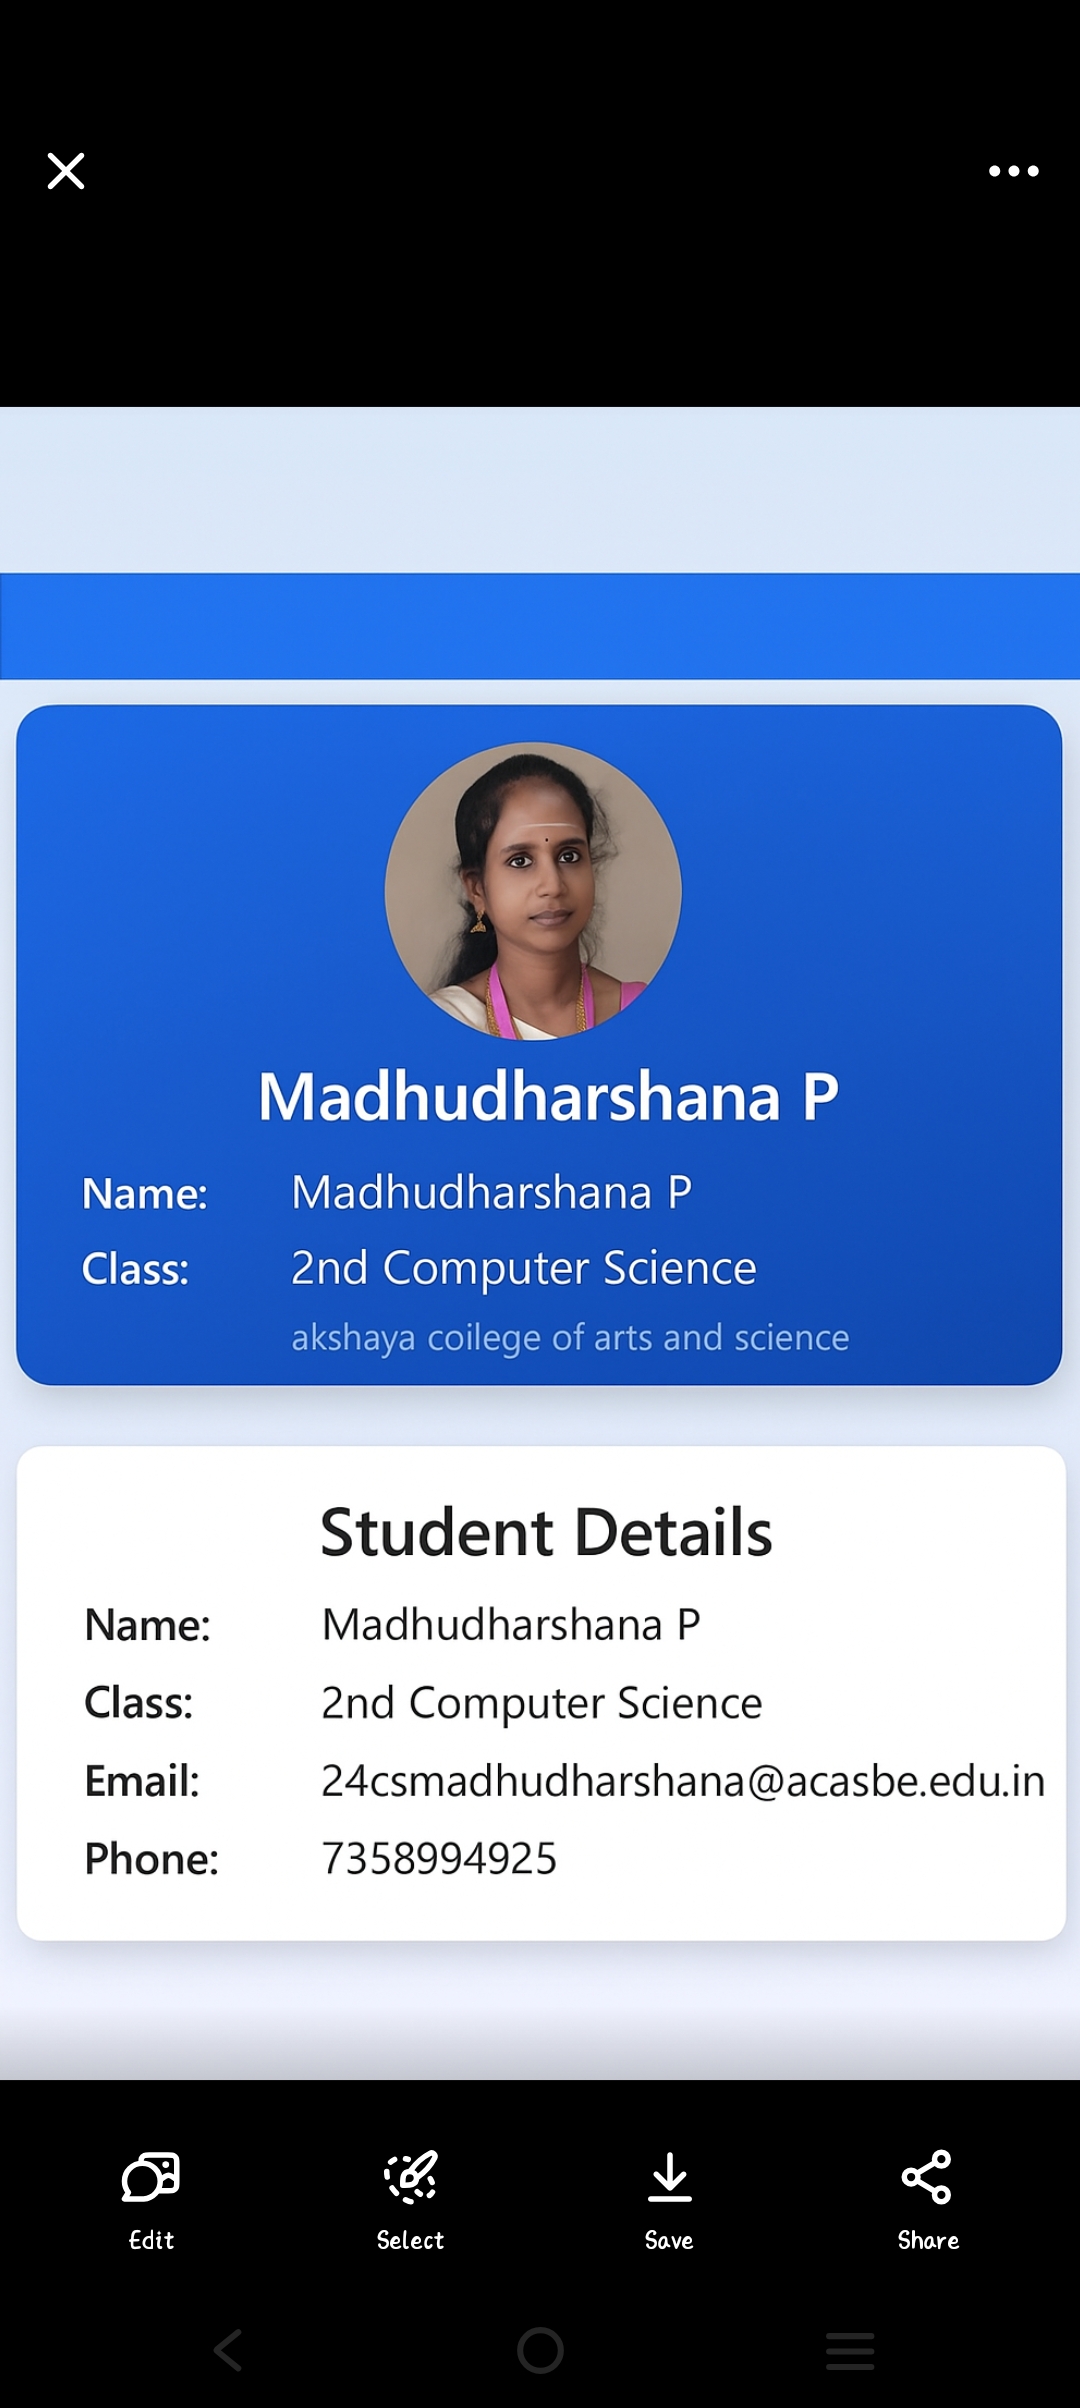 Madhudharshana P
Name: Madhudharshana P
Class: 2nd Computer Science
akshaya coilege of arts and science
Student Details
Name: Madhudharshana P
Class: 2nd Computer Science
Email: 24csmadhudharshana@acasbe.edu.in
Phone: 7358994925
Edit Select Save Share